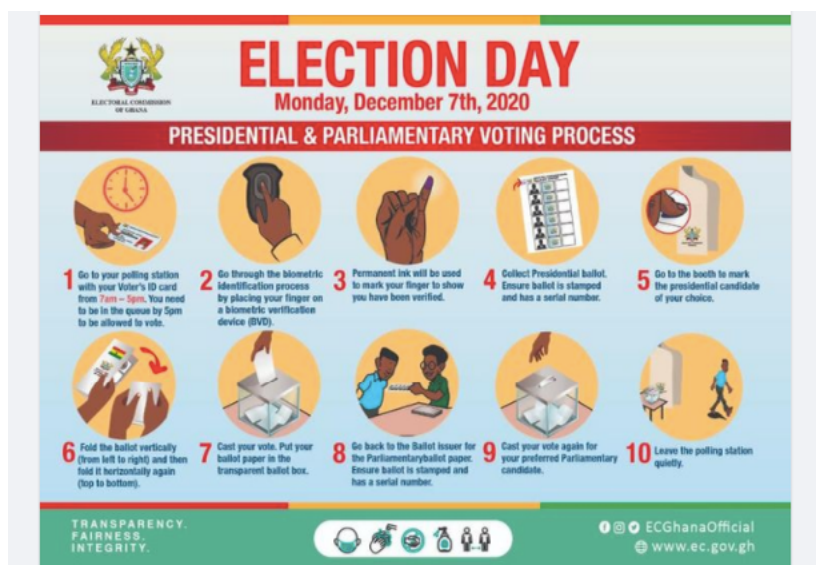 ELECTORAL COMMISSION
OF GHANA
ELECTION DAY
Monday, December 7th, 2020
PRESIDENTIAL & PARLIAMENTARY VOTING PROCESS
1 Go to your polling station
with your Voter's ID card
from 7am – 5pm. You need
to be in the queue by 5pm
to be allowed to vote.
2 Go through the biometric
identification process
by placing your finger on
a biometric verification
device (BVD).
3 Permanent ink will be used
to mark your finger to show
you have been verified.
4 Collect Presidential ballot.
Ensure ballot is stamped
and has a serial number.
5 Go to the booth to mark
the presidential candidate
of your choice.
6 Fold the ballot vertically
(from left to right) and then
fold it horizontally again
(top to bottom).
7 Cast your vote. Put your
ballot paper in the
transparent ballot box.
8 Go back to the Ballot issuer for
the Parliamentaryballot paper.
Ensure ballot is stamped and
has a serial number.
9 Cast your vote again for
your preferred Parliamentary
candidate.
10 Leave the polling station
quietly.
TRANSPARENCY.
FAIRNESS.
INTEGRITY.
ECGhanaOfficial
www.ec.gov.gh